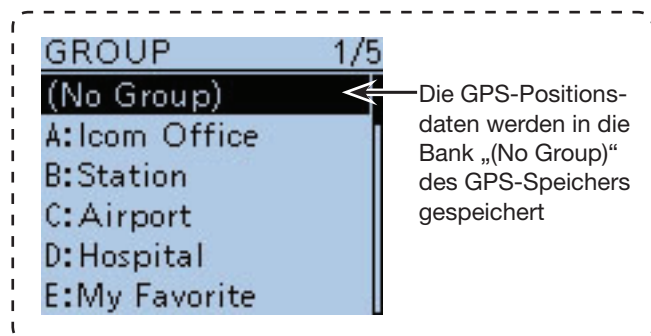 GROUP 1/5
(No Group)
A:Icom Office
B:Station
C:Airport
D:Hospital
E:My Favorite
Die GPS-Positions-
daten werden in die
Bank „(No Group)“
des GPS-Speichers
gespeichert